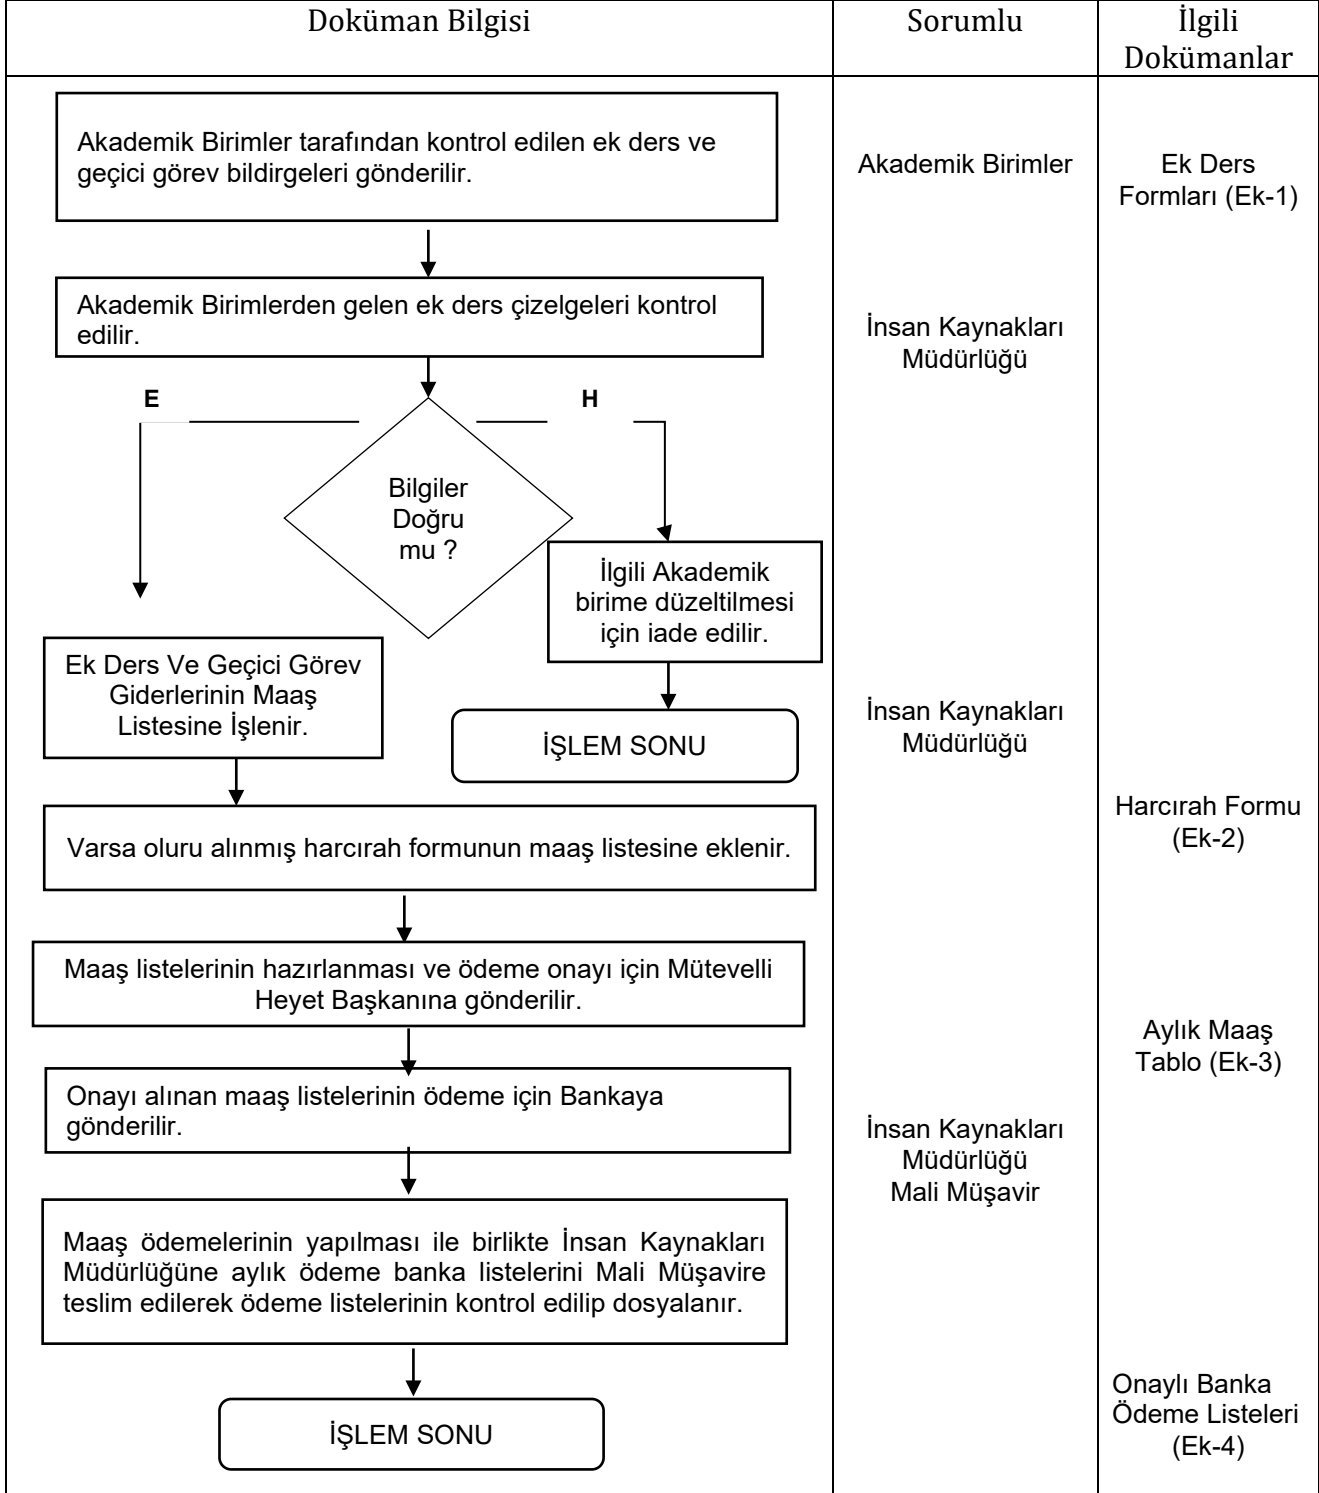 Doküman Bilgisi
Sorumlu
İlgili
Dokümanlar
Akademik Birimler tarafından kontrol edilen ek ders ve
geçici görev bildirgeleri gönderilir.
Akademik Birimler
Ek Ders
Formları (Ek-1)
Akademik Birimlerden gelen ek ders çizelgeleri kontrol
edilir.
İnsan Kaynakları
Müdürlüğü
E
H
Bilgiler
Doğru
mu ?
İlgili Akademik
birime düzeltilmesi
için iade edilir.
Ek Ders Ve Geçici Görev
Giderlerinin Maaş
Listesine İşlenir.
İŞLEM SONU
İnsan Kaynakları
Müdürlüğü
Harcırah Formu
(Ek-2)
Varsa oluru alınmış harcırah formunun maaş listesine eklenir.
Maaş listelerinin hazırlanması ve ödeme onayı için Mütevelli
Heyet Başkanına gönderilir.
Aylık Maaş
Tablo (Ek-3)
Onayı alınan maaş listelerinin ödeme için Bankaya
gönderilir.
İnsan Kaynakları
Müdürlüğü
Mali Müşavir
Maaş ödemelerinin yapılması ile birlikte İnsan Kaynakları
Müdürlüğüne aylık ödeme banka listelerini Mali Müşavire
teslim edilerek ödeme listelerinin kontrol edilip dosyalanır.
İŞLEM SONU
Onaylı Banka
Ödeme Listeleri
(Ek-4)